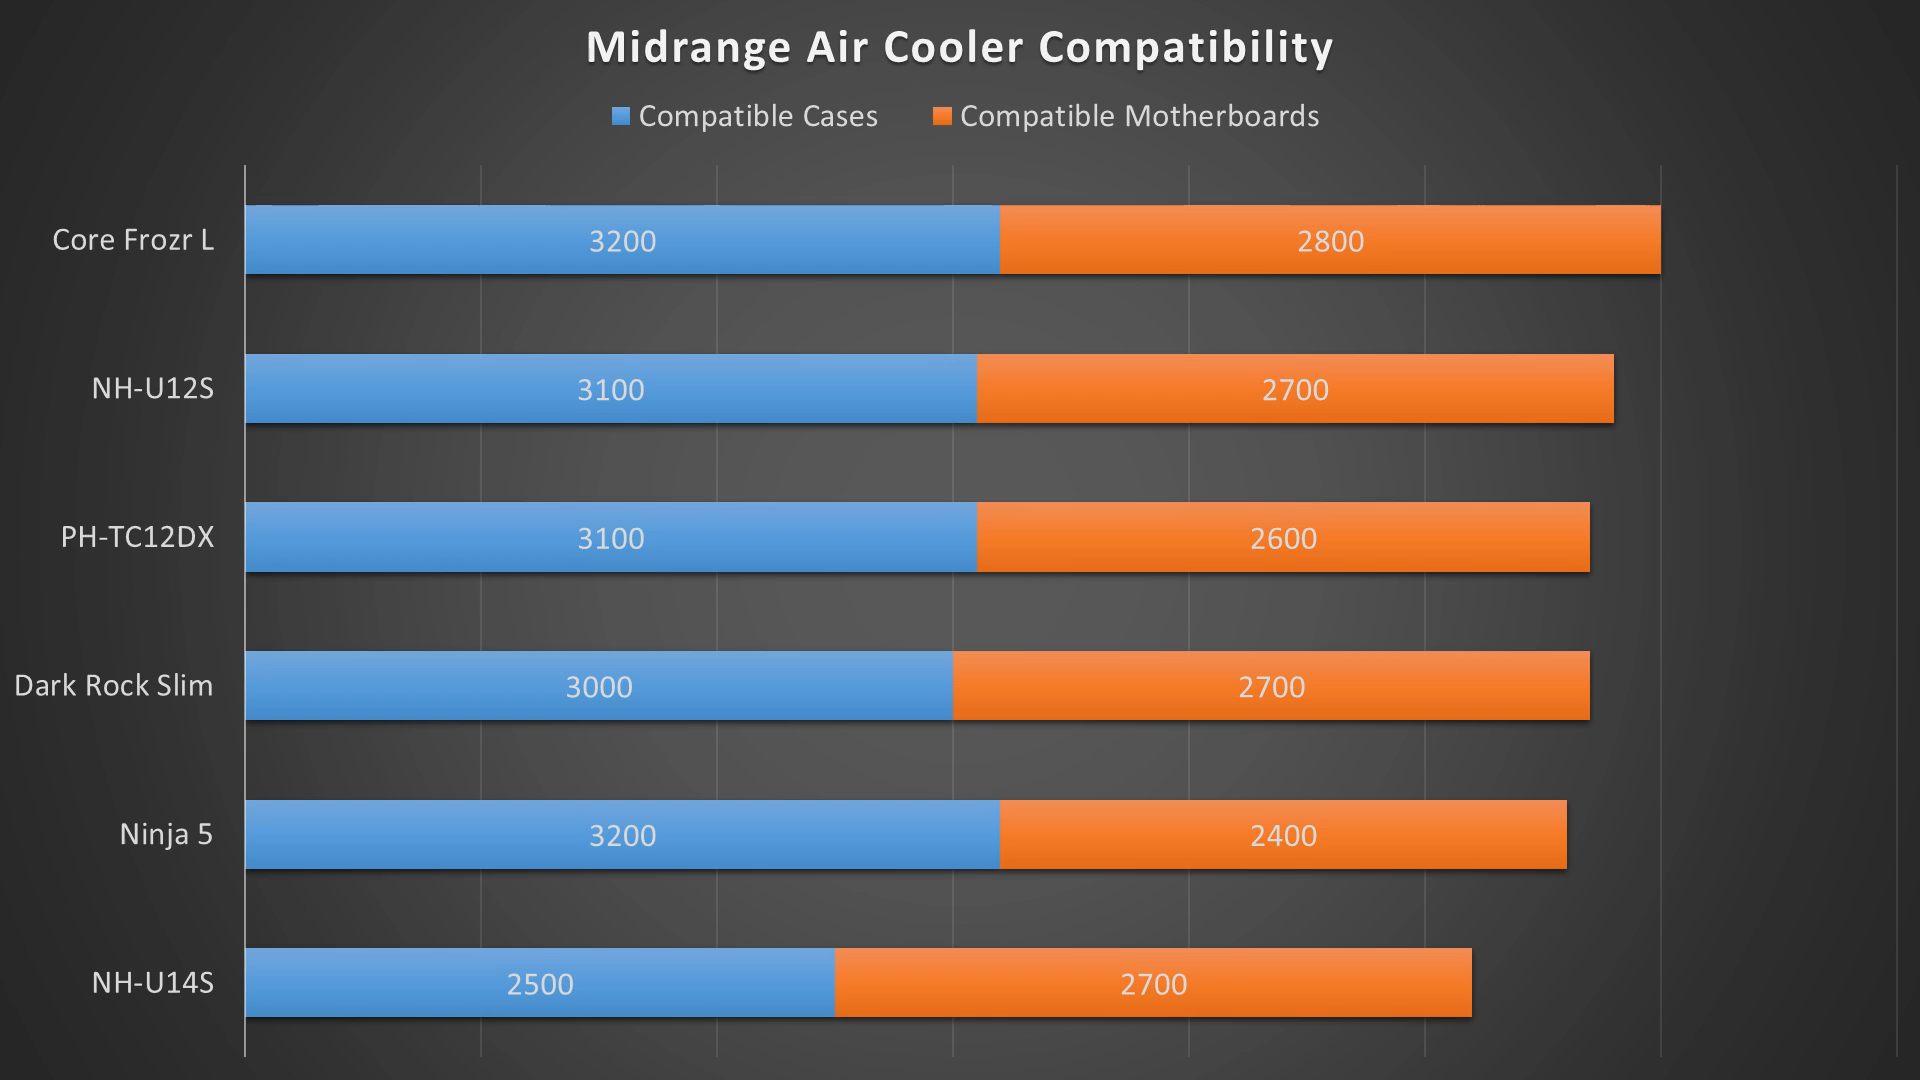 Midrange Air Cooler Compatibility
Compatible Cases Compatible Motherboards
Core Frozr L 3200 2800
NH-U12S 3100 2700
PH-TC12DX 3100 2600
Dark Rock Slim 3000 2700
Ninja 5 3200 2400
NH-U14S 2500 2700